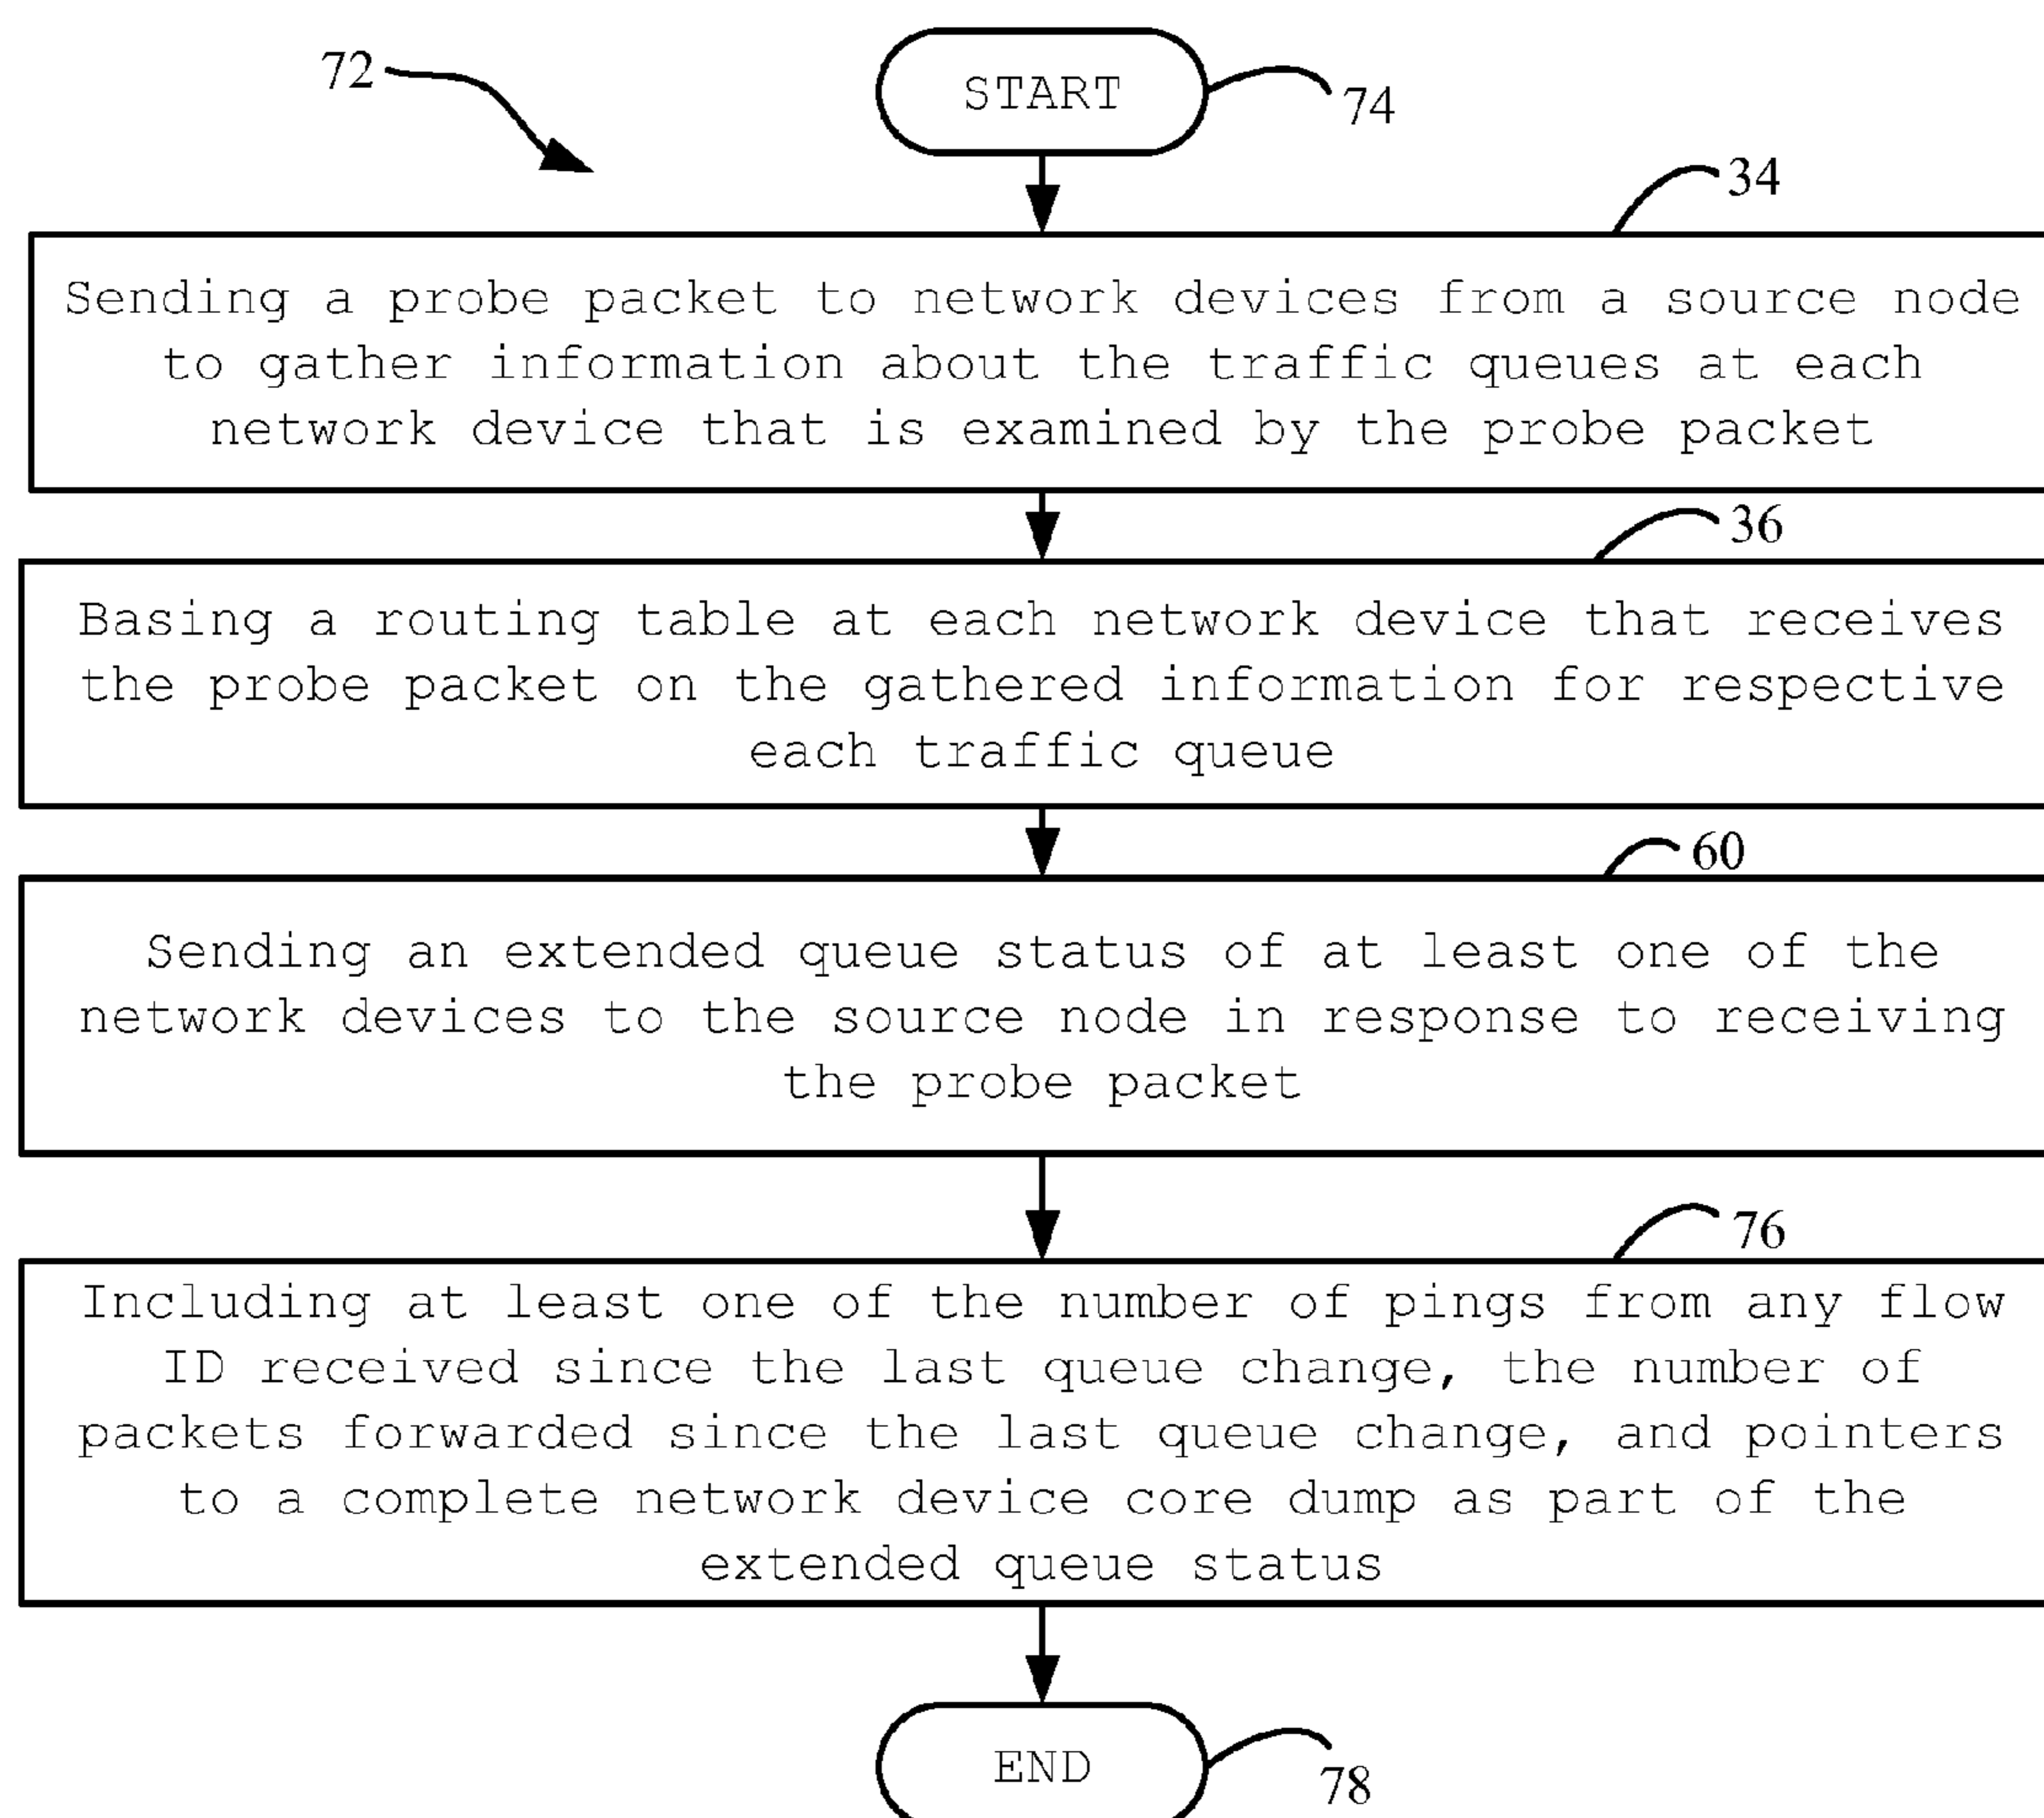 72
START
74
34
Sending a probe packet to network devices from a source node
to gather information about the traffic queues at each
network device that is examined by the probe packet
36
Basing a routing table at each network device that receives
the probe packet on the gathered information for respective
each traffic queue
60
Sending an extended queue status of at least one of the
network devices to the source node in response to receiving
the probe packet
76
Including at least one of the number of pings from any flow
ID received since the last queue change, the number of
packets forwarded since the last queue change, and pointers
to a complete network device core dump as part of the
extended queue status
END
78